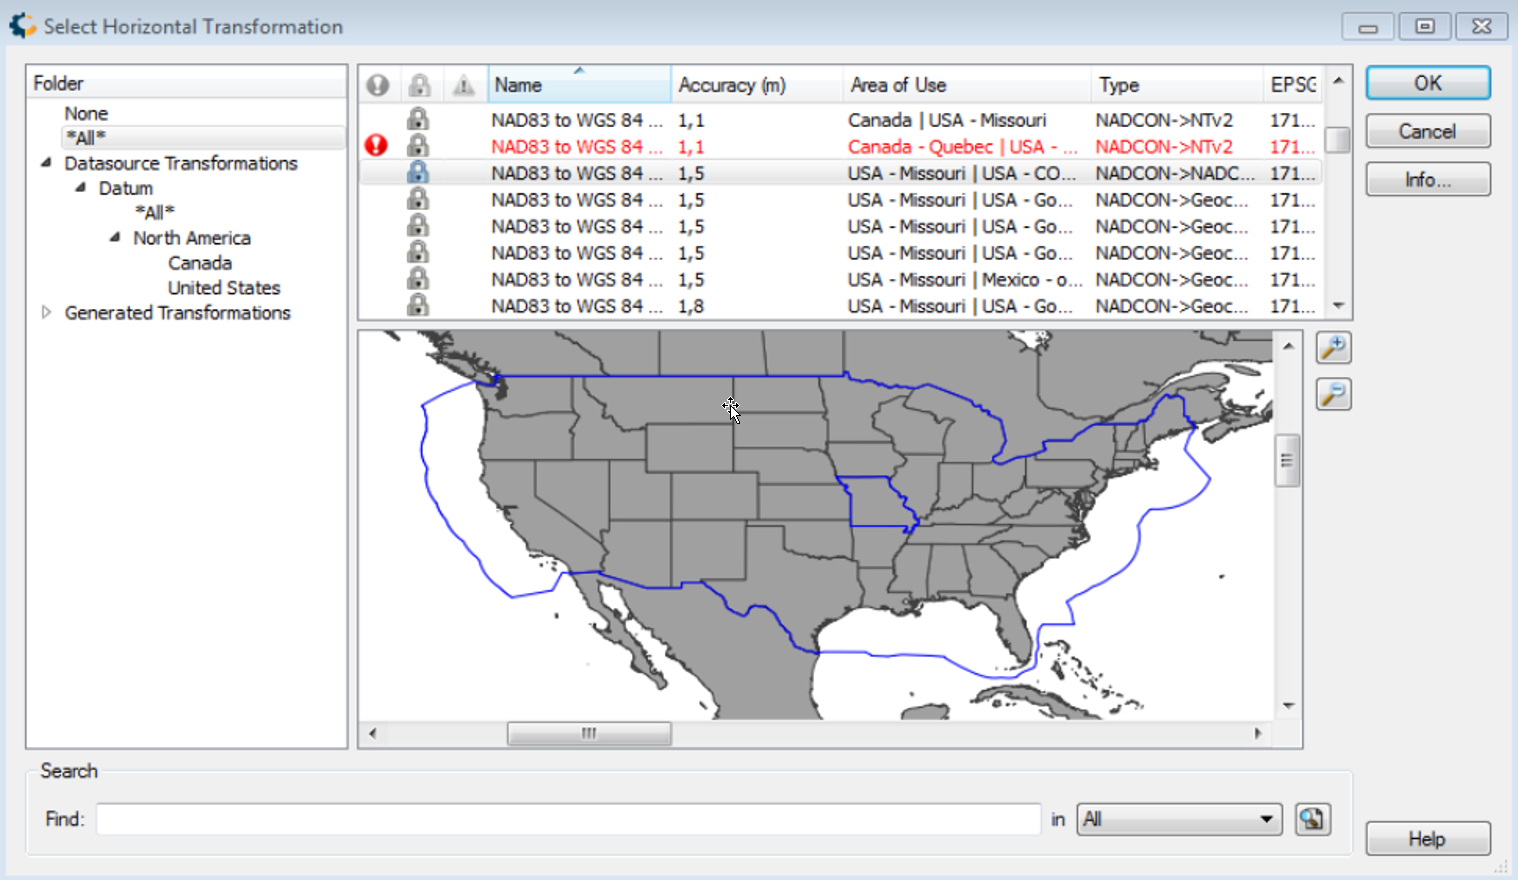 Select Horizontal Transformation
Folder
None
*All*
Datasource Transformations
Datum
*All*
North America
Canada
United States
Generated Transformations
Name Accuracy (m) Area of Use Type EPSG
NAD83 to WGS 84 ... 1,1 Canada | USA - Missouri NADCON->NTv2 171...
NAD83 to WGS 84 ... 1,1 Canada - Quebec | USA - ... NADCON->NTv2 171...
NAD83 to WGS 84 ... 1,5 USA - Missouri | USA - CO... NADCON->NADC... 171...
NAD83 to WGS 84 ... 1,5 USA - Missouri | USA - Go... NADCON->Geoc... 171...
NAD83 to WGS 84 ... 1,5 USA - Missouri | USA - Go... NADCON->Geoc... 171...
NAD83 to WGS 84 ... 1,5 USA - Missouri | USA - Go... NADCON->Geoc... 171...
NAD83 to WGS 84 ... 1,5 USA - Missouri | Mexico - o... NADCON->Geoc... 171...
NAD83 to WGS 84 ... 1,8 USA - Missouri | USA - Go... NADCON->Geoc... 171...
OK
Cancel
Info...
Search
Find: in All
Help